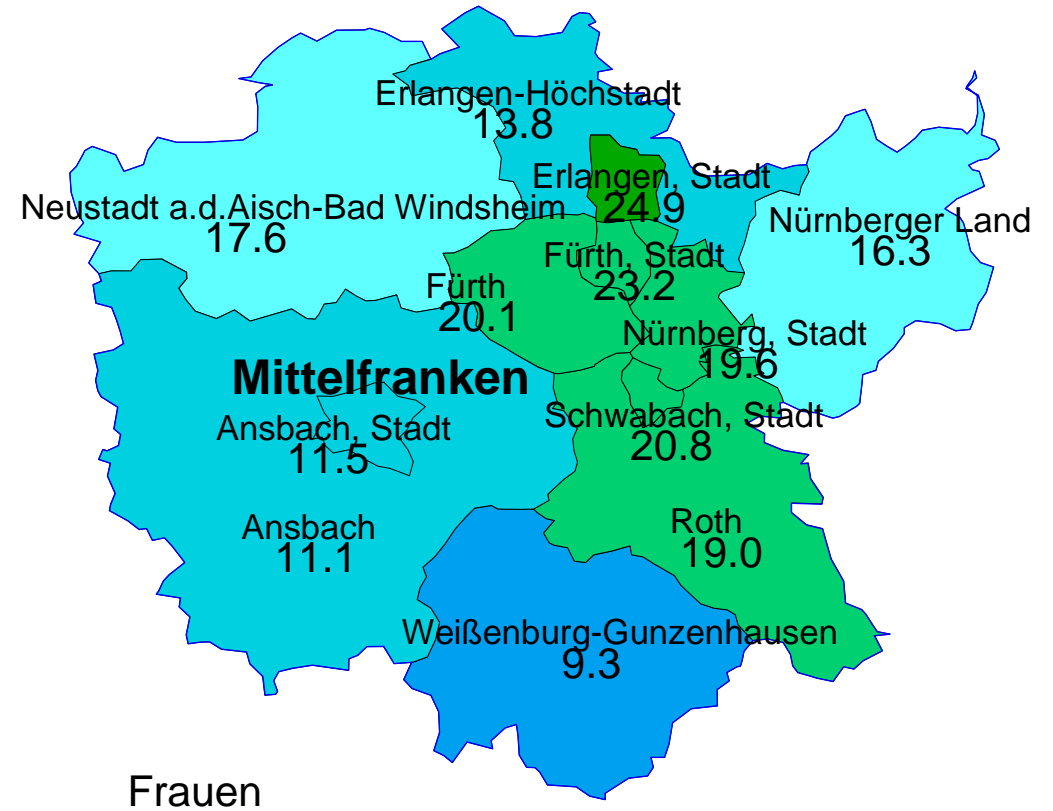 Erlangen-Höchstadt
13.8
Erlangen, Stadt
24.9
Neustadt a.d.Aisch-Bad Windsheim
17.6
Nürnberger Land
16.3
Fürth, Stadt
23.2
Fürth
20.1
Nürnberg, Stadt
19.6
Mittelfranken
Ansbach, Stadt
11.5
Schwabach, Stadt
20.8
Ansbach
11.1
Roth
19.0
Weißenburg-Gunzenhausen
9.3
Frauen